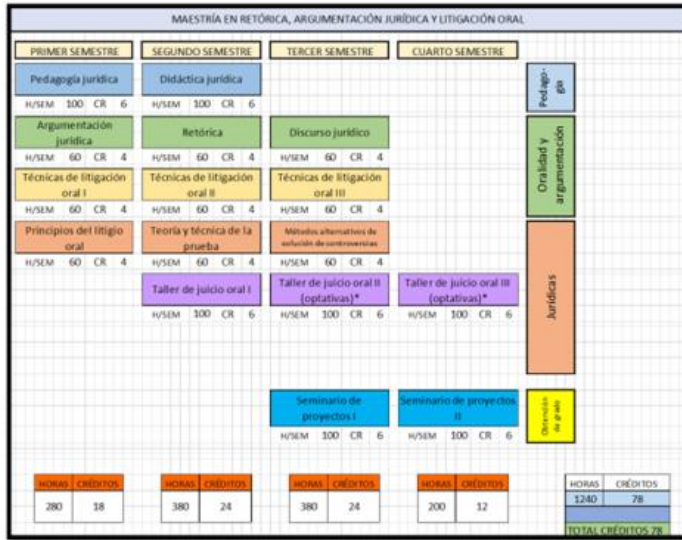 MAESTRÍA EN RETÓRICA, ARGUMENTACIÓN JURÍDICA Y LITIGACIÓN ORAL
PRIMER SEMESTRE SEGUNDO SEMESTRE TERCER SEMESTRE CUARTO SEMESTRE
Pedagogía jurídica Didáctica jurídica
H/SEM 100 CR 6 H/SEM 100 CR 6
Pedago-
gía
Argumentación
jurídica
Retórica
Discurso jurídico
H/SEM 60 CR 4 H/SEM 60 CR 4 H/SEM 60 CR 4
Técnicas de litigación
oral I
Técnicas de litigación
oral II
Técnicas de litigación
oral III
H/SEM 60 CR 4 H/SEM 60 CR 4 H/SEM 60 CR 4
Oralidad y
argumentación
Principios del litigio
oral
Teoría y técnica de la
prueba
Métodos alternativos de
solución de controversias
H/SEM 60 CR 4 H/SEM 60 CR 4 H/SEM 60 CR 4
Taller de juicio oral I
Taller de juicio oral II
(optativas)*
Taller de juicio oral III
(optativas)*
H/SEM 100 CR 6 H/SEM 100 CR 6 H/SEM 100 CR 6
Jurídicas
Seminario de
proyectos I
Seminario de proyectos
II
H/SEM 100 CR 6 H/SEM 100 CR 6
Obtención
de grado
HORAS CRÉDITOS HORAS CRÉDITOS HORAS CRÉDITOS HORAS CRÉDITOS HORAS CRÉDITOS
280 18 380 24 380 24 200 12 1240 78
TOTAL CRÉDITOS 78